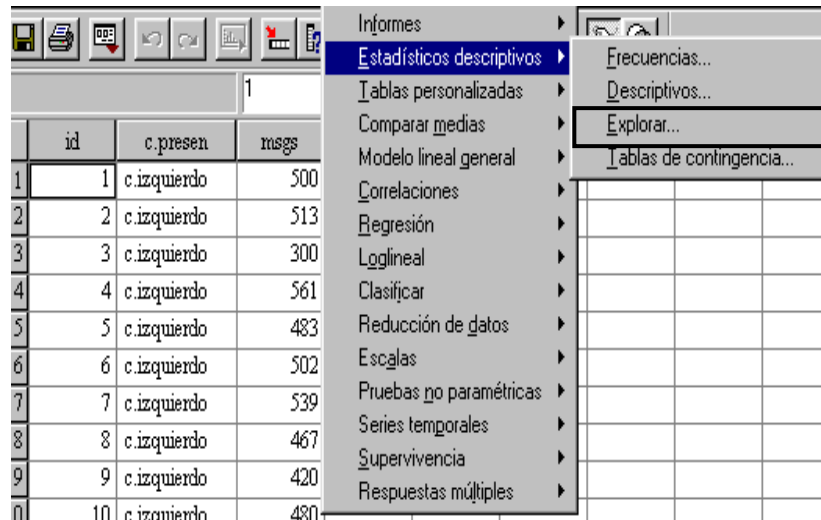 Informes
Estadísticos descriptivos
Tablas personalizadas
Comparar medias
Modelo lineal general
Correlaciones
Regresión
Loglineal
Clasificar
Reducción de datos
Escalas
Pruebas no paramétricas
Series temporales
Supervivencia
Respuestas múltiples
Frecuencias...
Descriptivos...
Explorar...
Tablas de contingencia...
1
id c.presen msgs
1 1 c.izquierdo 500
2 2 c.izquierdo 513
3 3 c.izquierdo 300
4 4 c.izquierdo 561
5 5 c.izquierdo 483
6 6 c.izquierdo 502
7 7 c.izquierdo 539
8 8 c.izquierdo 467
9 9 c.izquierdo 420
0 10 c.izquierdo 480